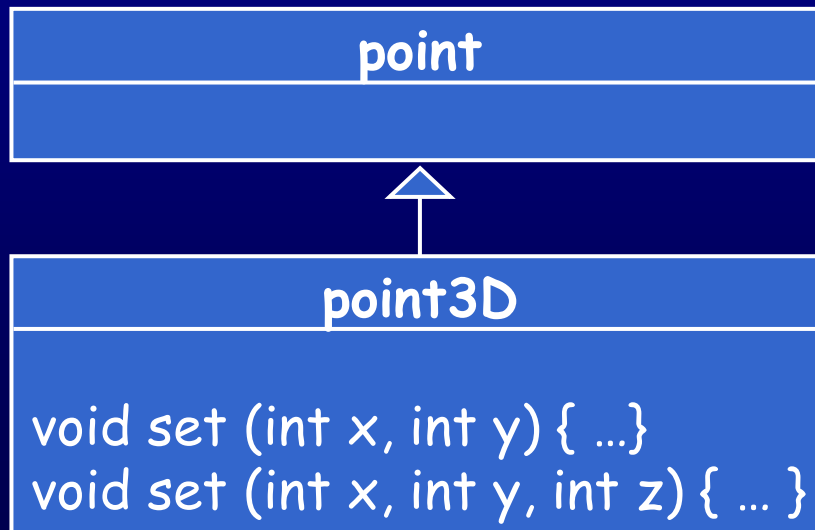 point
point3D
void set (int x, int y) { ...}
void set (int x, int y, int z) { ... }